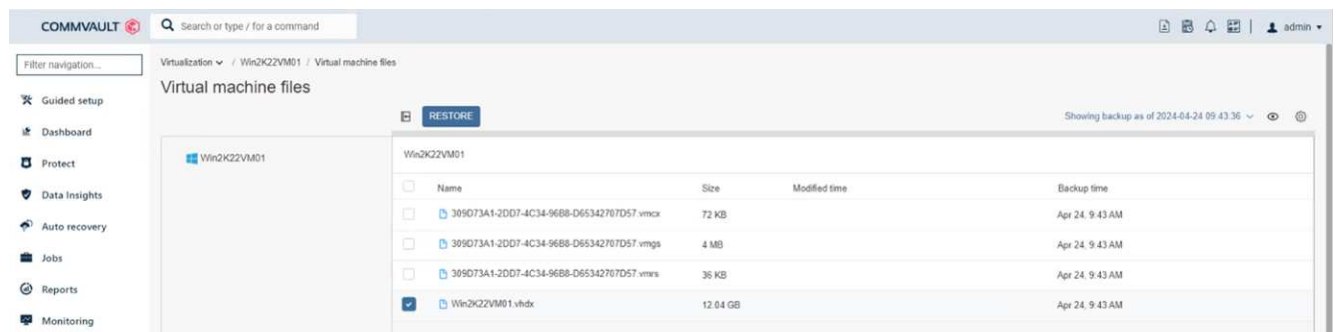 COMMVAULT Search or type / for a command admin
Filter navigation... Virtualization / Win2K22VM01 / Virtual machine files
Virtual machine files
Guided setup
RESTORE Showing backup as of 2024-04-24 09:43:36
Dashboard
Protect
Win2K22VM01 Win2K22VM01
Data Insights
Name Size Modified time Backup time
309D73A1-2DD7-4C34-96B8-D65342707D57.vmcx 72 KB Apr 24, 9:43 AM
Auto recovery
309D73A1-2DD7-4C34-96B8-D65342707D57.vmgs 4 MB Apr 24, 9:43 AM
Jobs
309D73A1-2DD7-4C34-96B8-D65342707D57.vmrs 36 KB Apr 24, 9:43 AM
Reports
Win2K22VM01.vhdx 12.04 GB Apr 24, 9:43 AM
Monitoring